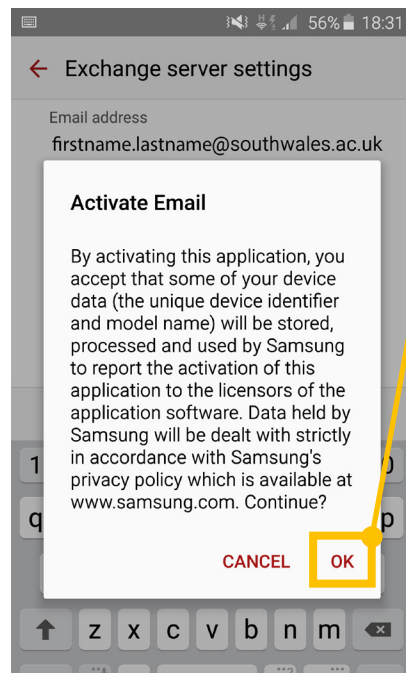 56% 18:31
Exchange server settings
Email address
firstname.lastname@southwales.ac.uk
Activate Email
By activating this application, you
accept that some of your device
data (the unique device identifier
and model name) will be stored,
processed and used by Samsung
to report the activation of this
application to the licensors of the
application software. Data held by
Samsung will be dealt with strictly
in accordance with Samsung's
privacy policy which is available at
www.samsung.com. Continue?
1 0
q p
CANCEL OK
z x c v b n m